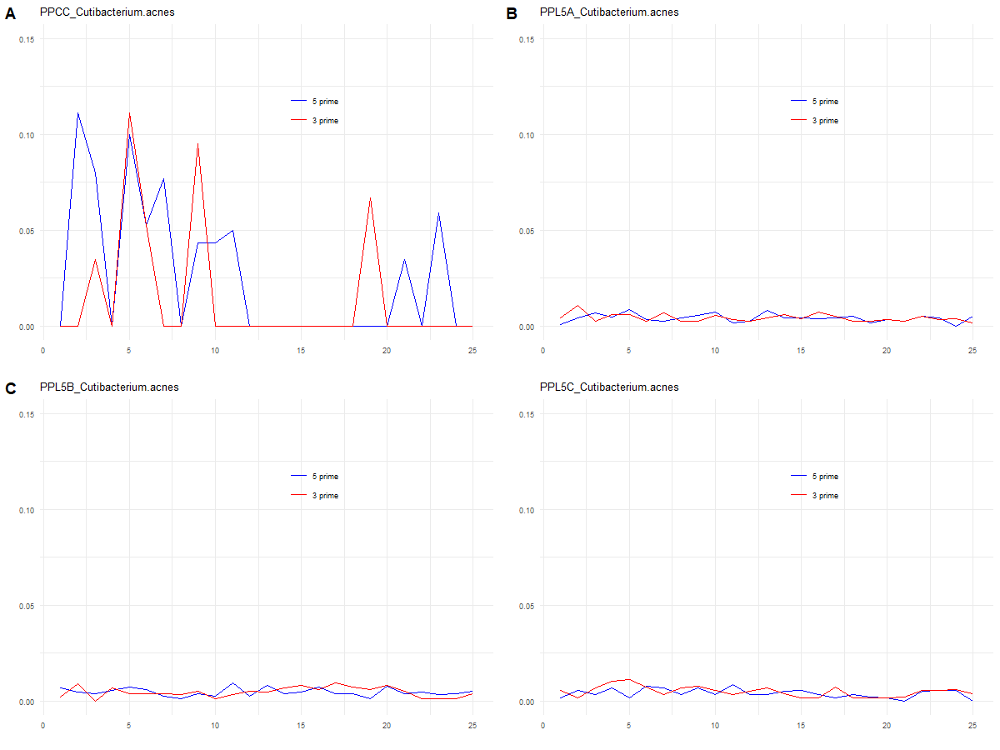 A PPCC_Cutibacterium.acnes
0.15
0.10
0.05
0.00
5 prime
3 prime
0 5 10 15 20 25
B PPL5A_Cutibacterium.acnes
0.15
0.10
0.05
0.00
5 prime
3 prime
0 5 10 15 20 25
C PPL5B_Cutibacterium.acnes
0.15
0.10
0.05
0.00
5 prime
3 prime
0 5 10 15 20 25
PPL5C_Cutibacterium.acnes
0.15
0.10
0.05
0.00
5 prime
3 prime
0 5 10 15 20 25